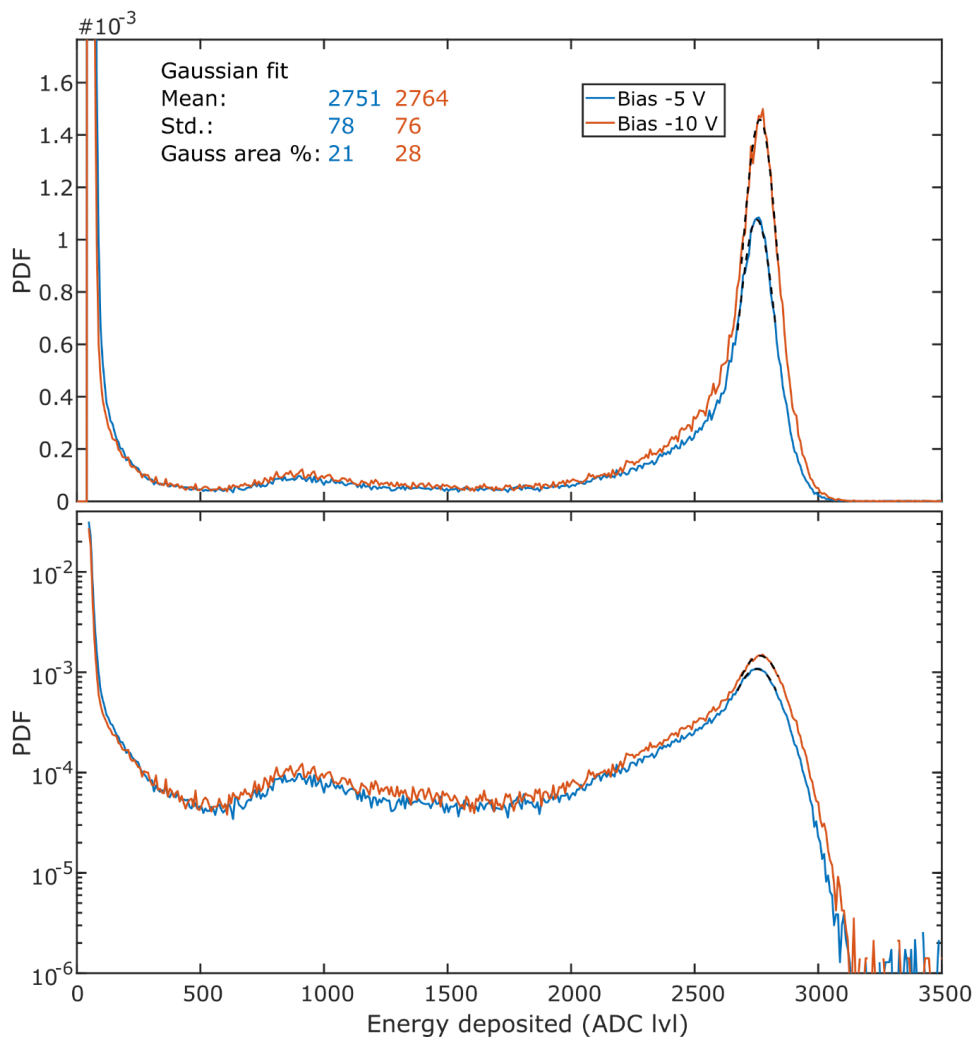 #10-3
1.6
1.4
1.2
1
0.8
0.6
0.4
0.2
0
PDF
Gaussian fit
Mean: 2751 2764
Std.: 78 76
Gauss area %: 21 28
Bias -5 V
Bias -10 V
10-2
10-3
10-4
10-5
10-6
PDF
0 500 1000 1500 2000 2500 3000 3500
Energy deposited (ADC lvl)